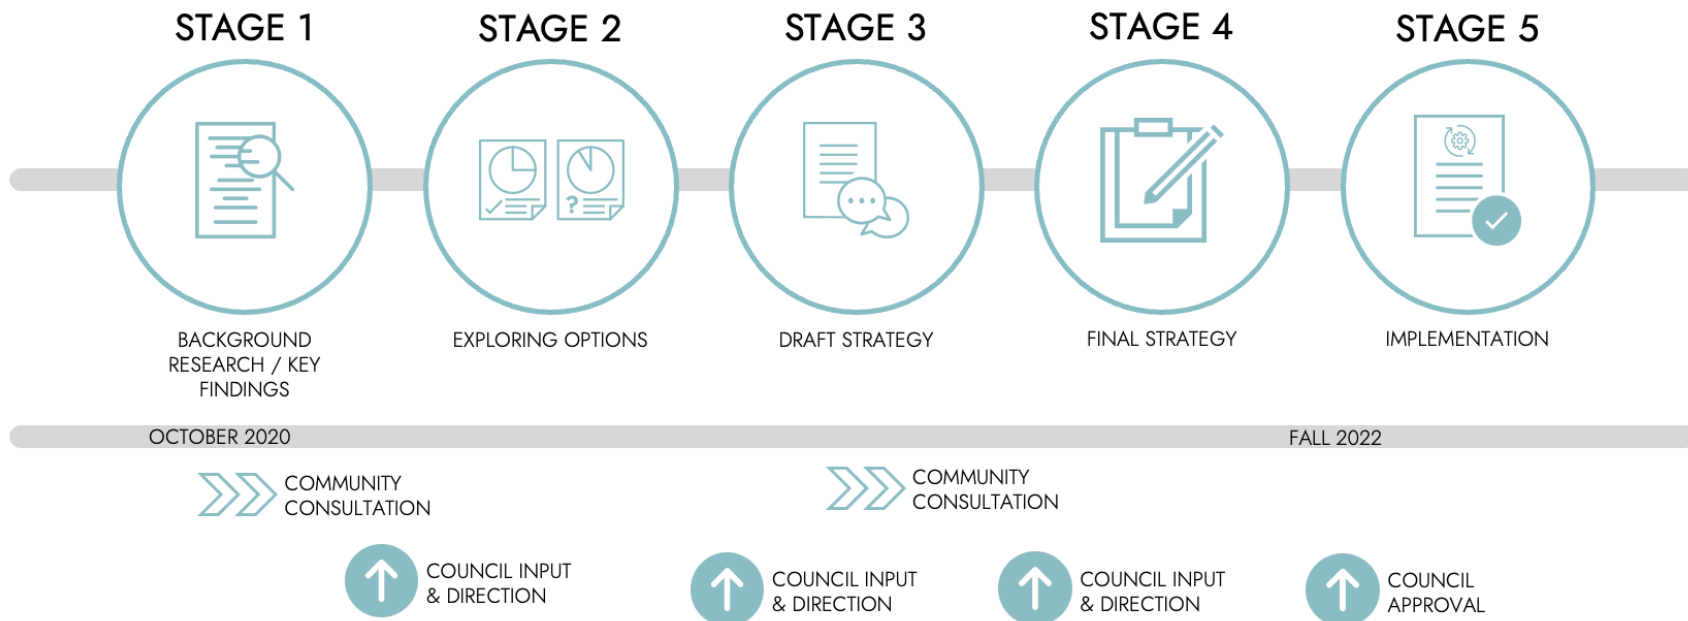 STAGE 1
STAGE 2
STAGE 3
STAGE 4
STAGE 5
?
BACKGROUND
RESEARCH / KEY
FINDINGS
EXPLORING OPTIONS
DRAFT STRATEGY
FINAL STRATEGY
IMPLEMENTATION
OCTOBER 2020
FALL 2022
COMMUNITY
CONSULTATION
COMMUNITY
CONSULTATION
COUNCIL INPUT
& DIRECTION
COUNCIL INPUT
& DIRECTION
COUNCIL INPUT
& DIRECTION
COUNCIL
APPROVAL